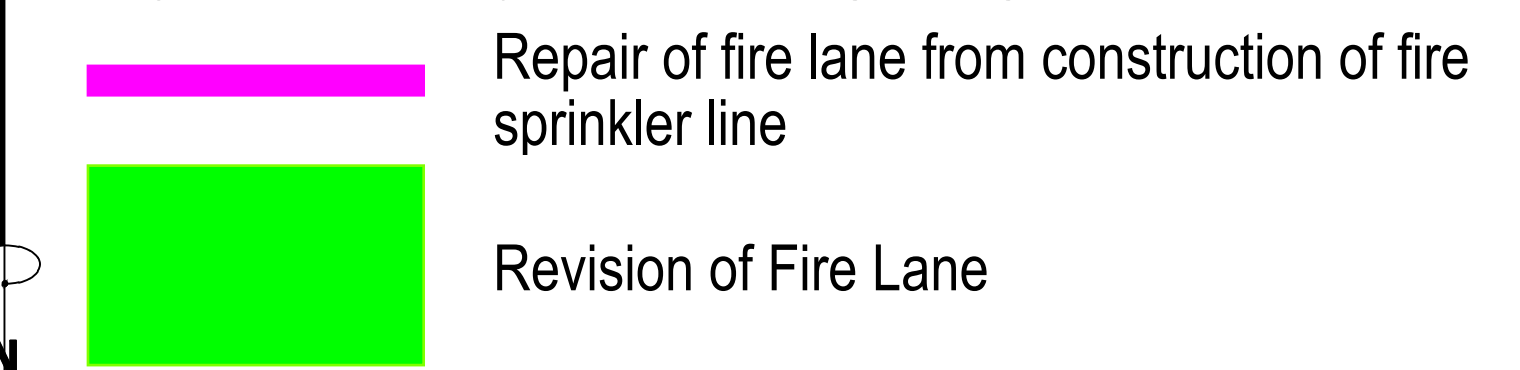 Repair of fire lane from construction of fire
sprinkler line
Revision of Fire Lane
N